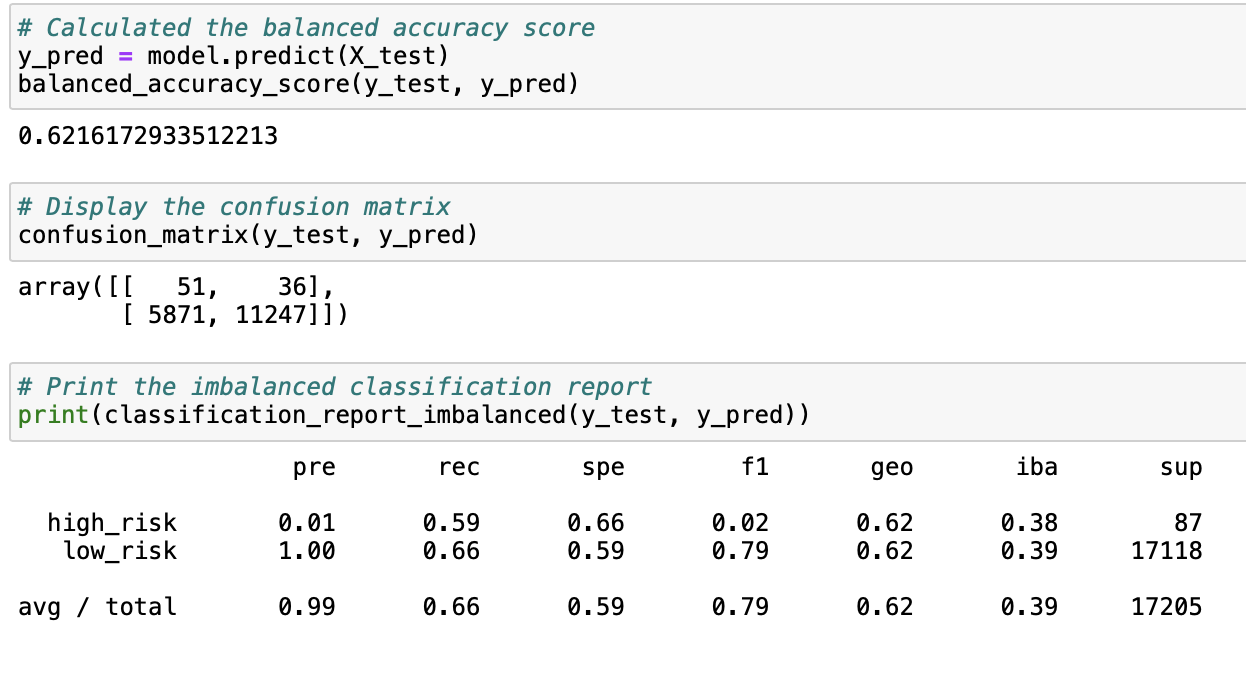 # Calculated the balanced accuracy score
y_pred = model.predict(X_test)
balanced_accuracy_score(y_test, y_pred)
0.6216172933512213
# Display the confusion matrix
confusion_matrix(y_test, y_pred)
array([[   51,    36],
       [ 5871, 11247]])
# Print the imbalanced classification report
print(classification_report_imbalanced(y_test, y_pred))
                   pre       rec       spe        f1       geo       iba       sup
  high_risk       0.01      0.59      0.66      0.02      0.62      0.38        87
   low_risk       1.00      0.66      0.59      0.79      0.62      0.39     17118
avg / total       0.99      0.66      0.59      0.79      0.62      0.39     17205